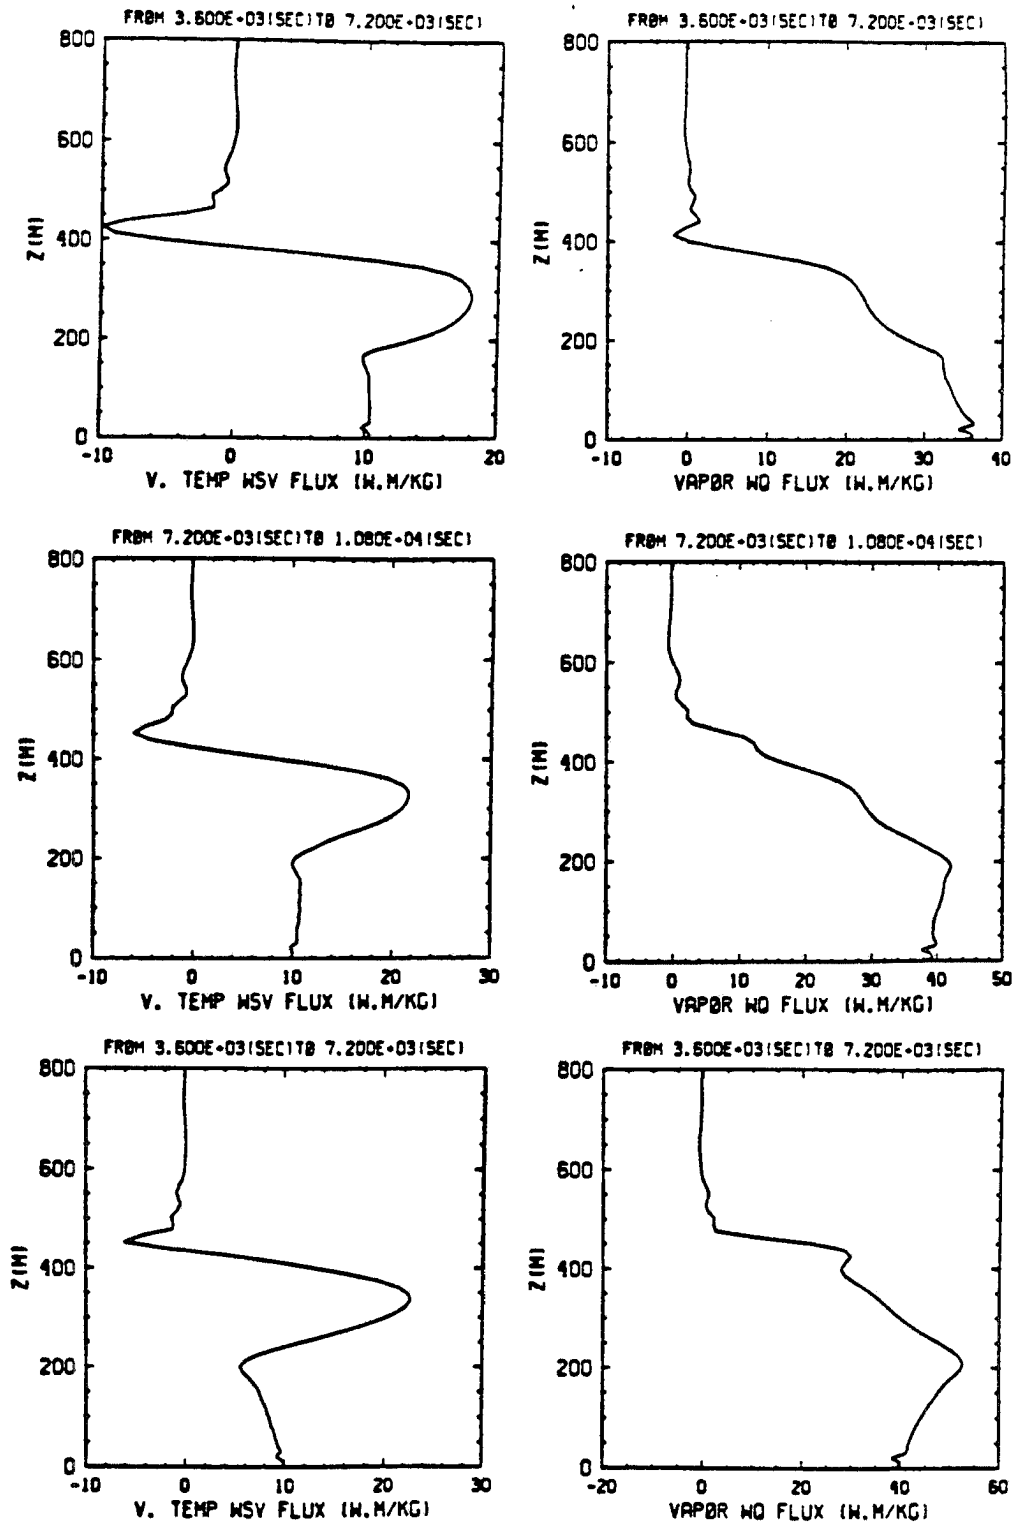 FRØM 3.600E+03(SEC)TØ 7.200E+03(SEC)
800
600
400
200
0
Z(M)
-10 0 10 20
V. TEMP WSV FLUX (W.M/KG)
FRØM 3.600E+03(SEC)TØ 7.200E+03(SEC)
800
600
400
200
0
Z(M)
-10 0 10 20 30 40
VAPØR WQ FLUX (W.M/KG)
FRØM 7.200E+03(SEC)TØ 1.080E+04(SEC)
800
600
400
200
0
Z(M)
-10 0 10 20 30
V. TEMP WSV FLUX (W.M/KG)
FRØM 7.200E+03(SEC)TØ 1.080E+04(SEC)
800
600
400
200
0
Z(M)
-10 0 10 20 30 40 50
VAPØR WQ FLUX (W.M/KG)
FRØM 3.600E+03(SEC)TØ 7.200E+03(SEC)
800
600
400
200
0
Z(M)
-10 0 10 20 30
V. TEMP WSV FLUX (W.M/KG)
FRØM 3.600E+03(SEC)TØ 7.200E+03(SEC)
800
600
400
200
0
Z(M)
-20 0 20 40 60
VAPØR WQ FLUX (W.M/KG)